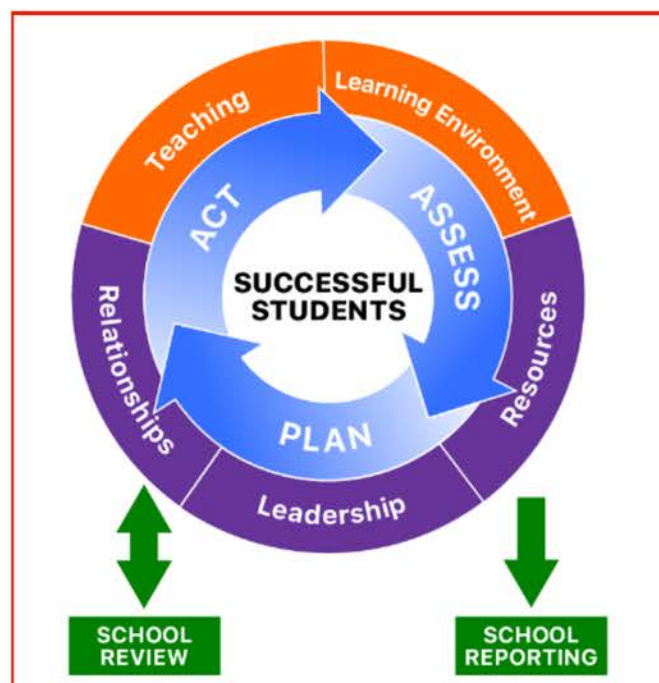 Teaching
Learning Environment
ACT
ASSESS
SUCCESSFUL
STUDENTS
Relationships
Resources
PLAN
Leadership
SCHOOL
REVIEW
SCHOOL
REPORTING